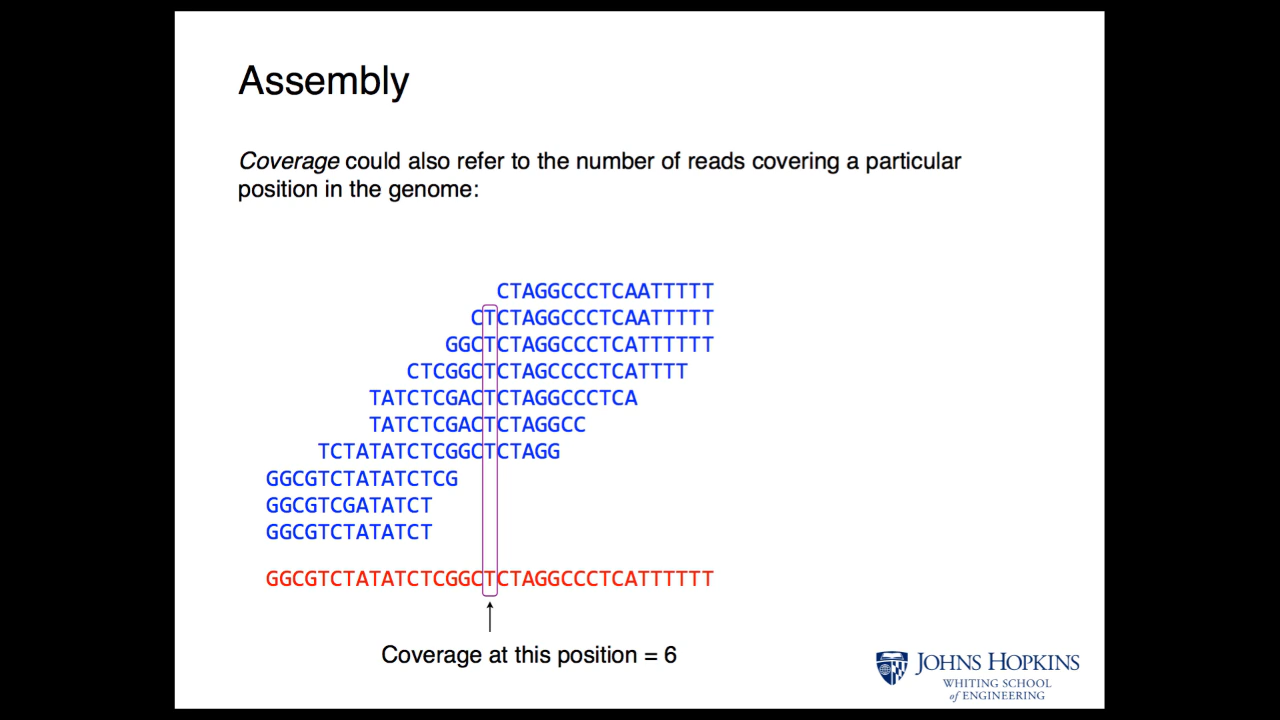 Assembly
Coverage could also refer to the number of reads covering a particular
position in the genome:
CTAGGCCCTCAATTTTT
CTCTAGGCCCTCAATTTTT
GGCTCTAGGCCCTCATTTTTT
CTCGGCTCTAGCCCCTCATTTT
TATCTCGACTCTAGGCCCTCA
TATCTCGACTCTAGGCC
TCTATATCTCGGCTCTAGG
GGCGTCTATATCTCG
GGCGTCGATATCT
GGCGTCTATATCT
GGCGTCTATATCTCGGCTCTAGGCCCTCATTTTTT
Coverage at this position = 6
JOHNS HOPKINS
WHITING SCHOOL
of ENGINEERING